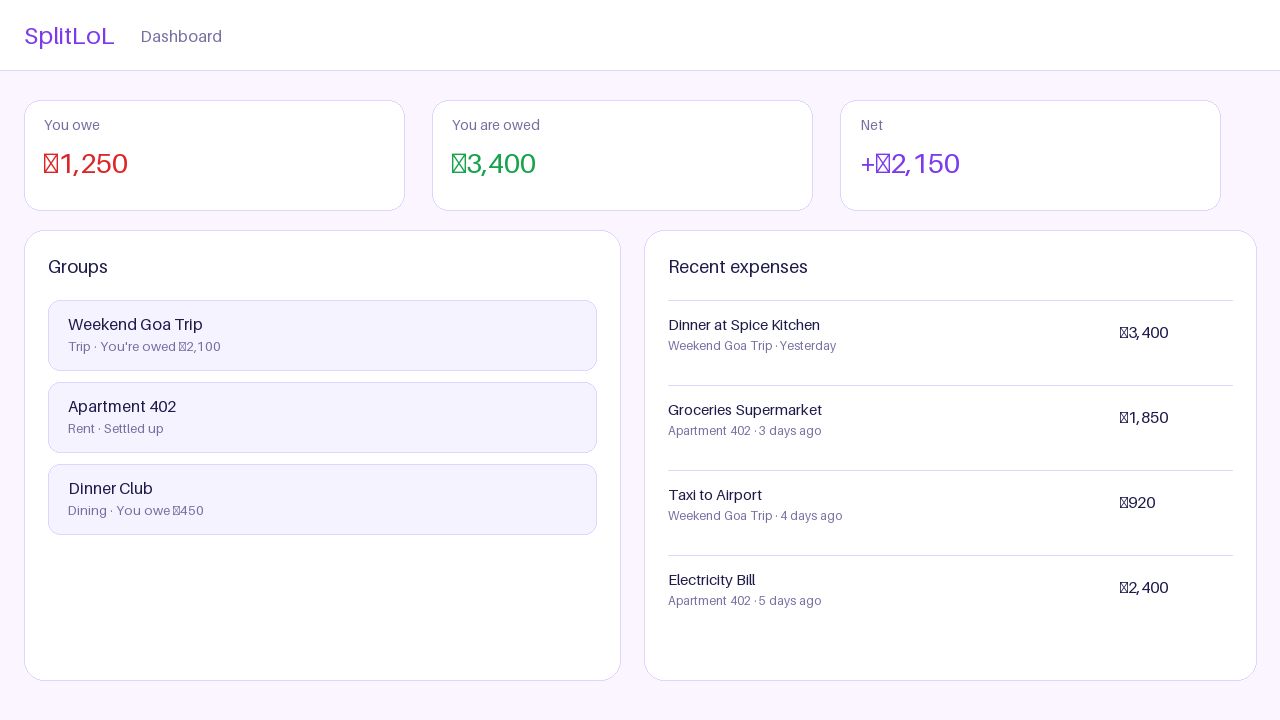 SplitLoL
Dashboard
You owe
☒1,250
You are owed
☒3,400
Net
+☒2,150
Groups
Weekend Goa Trip
Trip · You're owed ☒2,100
Apartment 402
Rent · Settled up
Dinner Club
Dining · You owe ☒450
Recent expenses
Dinner at Spice Kitchen
Weekend Goa Trip · Yesterday
☒3,400
Groceries Supermarket
Apartment 402 · 3 days ago
☒1,850
Taxi to Airport
Weekend Goa Trip · 4 days ago
☒920
Electricity Bill
Apartment 402 · 5 days ago
☒2,400